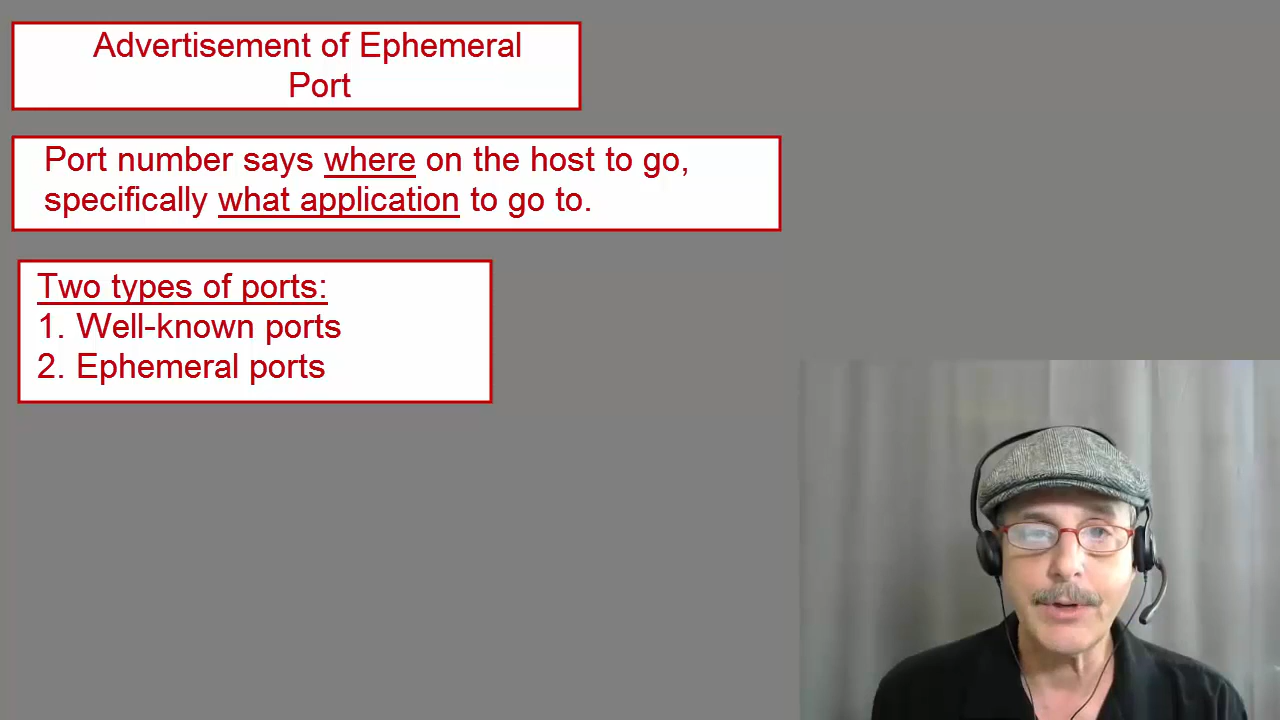 Advertisement of Ephemeral
Port
Port number says where on the host to go,
specifically what application to go to.
Two types of ports:
1. Well-known ports
2. Ephemeral ports